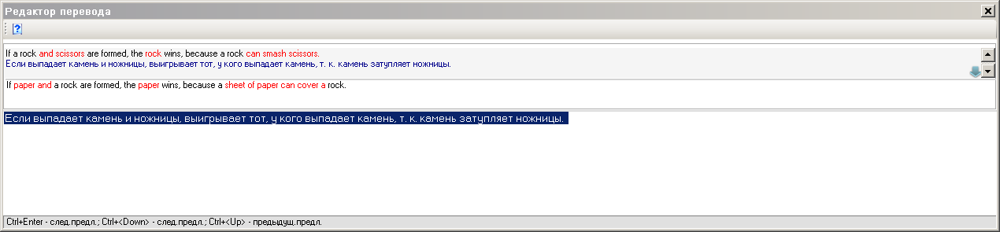 Редактор перевода
If a rock and scissors are formed, the rock wins, because a rock can smash scissors.
Если выпадает камень и ножницы, выигрывает тот, у кого выпадает камень, т. к. камень затупляет ножницы.
If paper and a rock are formed, the paper wins, because a sheet of paper can cover a rock.
Если выпадает камень и ножницы, выигрывает тот, у кого выпадает камень, т. к. камень затупляет ножницы.
Ctrl+Enter - след.предл.; Ctrl+<Down> - след.предл.; Ctrl+<Up> - предыдущ.предл.